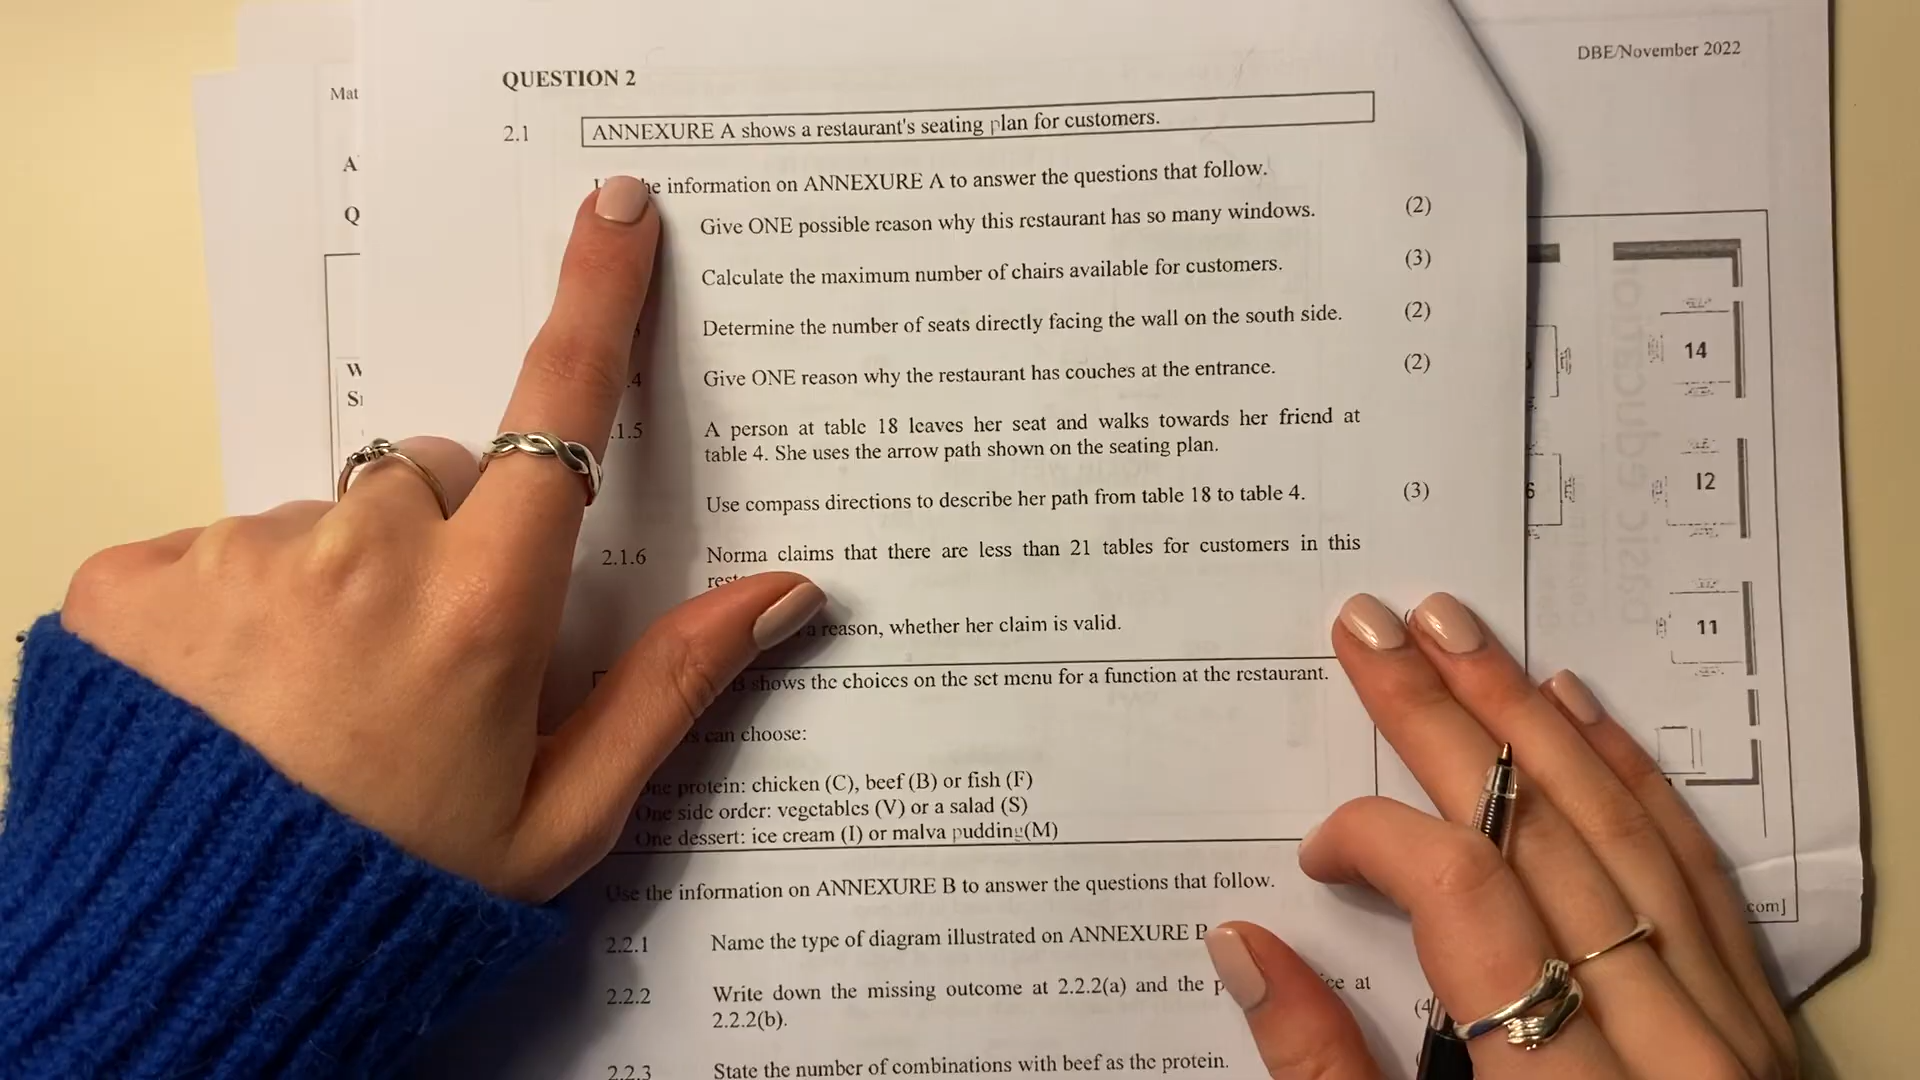 DBE/November 2022
Mat
QUESTION 2
2.1 ANNEXURE A shows a restaurant's seating plan for customers.
A
information on ANNEXURE A to answer the questions that follow.
Q
Give ONE possible reason why this restaurant has so many windows. (2)
Calculate the maximum number of chairs available for customers. (3)
Determine the number of seats directly facing the wall on the south side. (2)
.4 Give ONE reason why the restaurant has couches at the entrance. (2)
.1.5 A person at table 18 leaves her seat and walks towards her friend at
table 4. She uses the arrow path shown on the seating plan.
Use compass directions to describe her path from table 18 to table 4. (3)
2.1.6 Norma claims that there are less than 21 tables for customers in this
a reason, whether her claim is valid.
shows the choices on the set menu for a function at the restaurant.
can choose:
One protein: chicken (C), beef (B) or fish (F)
One side order: vegetables (V) or a salad (S)
One dessert: ice cream (I) or malva pudding(M)
Use the information on ANNEXURE B to answer the questions that follow.
2.2.1 Name the type of diagram illustrated on ANNEXURE
2.2.2 Write down the missing outcome at 2.2.2(a) and the at
2.2.2(b).
2.2.3 State the number of combinations with beef as the protein.
14
12
6
11
com]